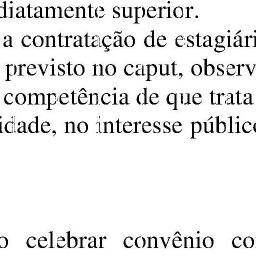 diatamente superior.
a contratação de estagiári
previsto no caput, observ
competência de que trata
idade, no interesse público
o celebrar convênio co